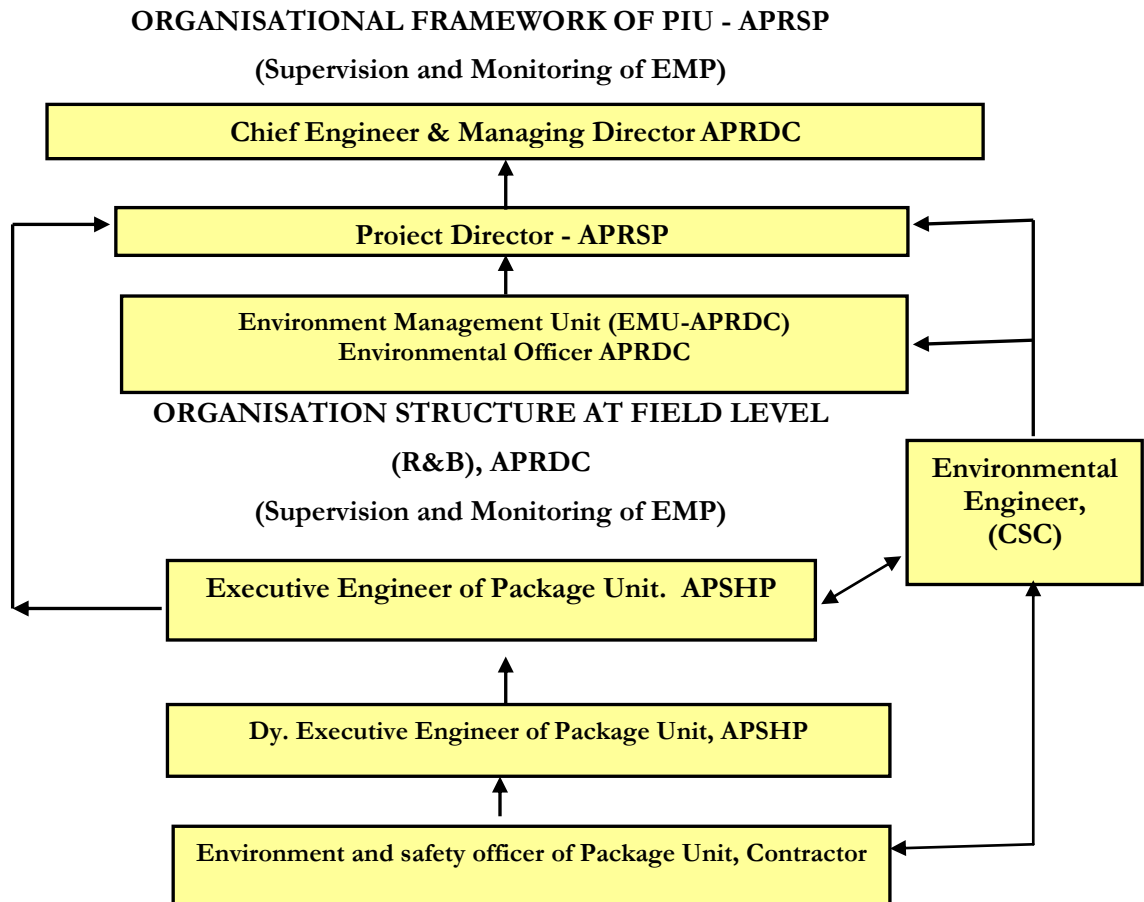 ORGANISATIONAL FRAMEWORK OF PIU - APRSP
(Supervision and Monitoring of EMP)
Chief Engineer & Managing Director APRDC
Project Director - APRSP
Environment Management Unit (EMU-APRDC)
Environmental Officer APRDC
ORGANISATION STRUCTURE AT FIELD LEVEL
(R&B), APRDC
(Supervision and Monitoring of EMP)
Environmental
Engineer,
(CSC)
Executive Engineer of Package Unit. APSHP
Dy. Executive Engineer of Package Unit, APSHP
Environment and safety officer of Package Unit, Contractor